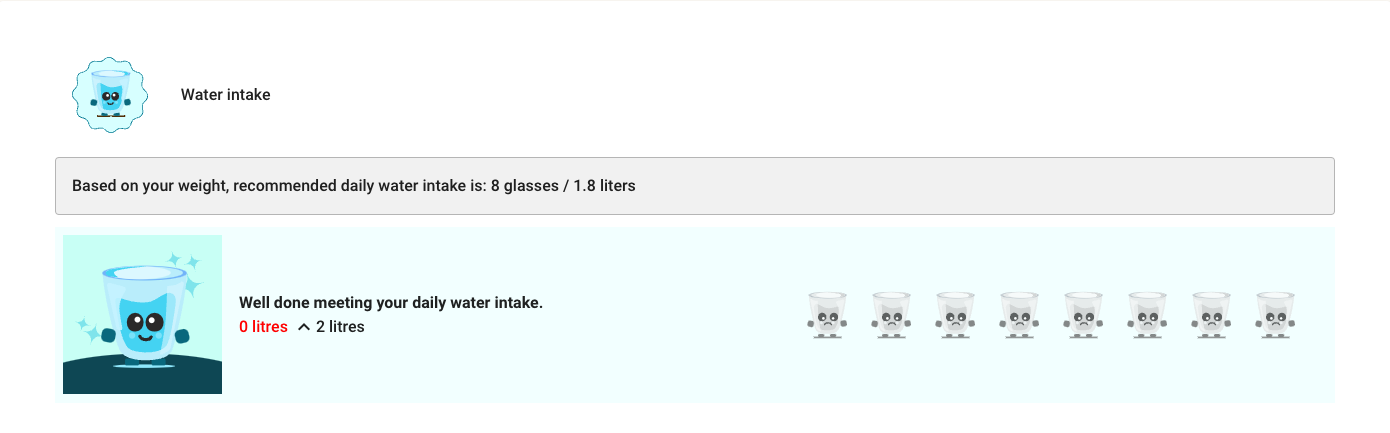 Water intake
Based on your weight, recommended daily water intake is: 8 glasses / 1.8 liters
Well done meeting your daily water intake.
0 litres 2 litres